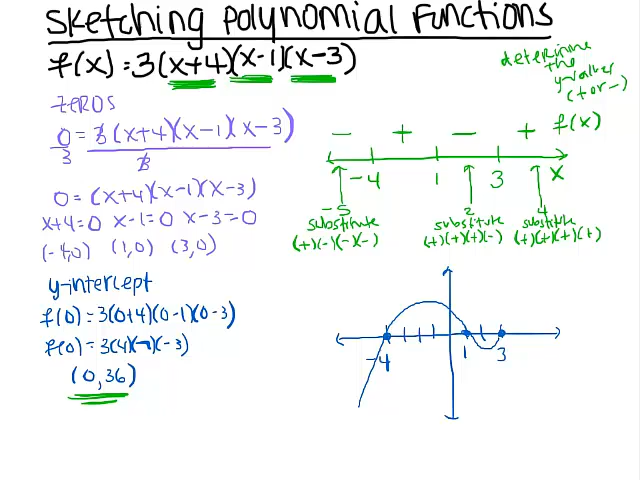 Sketching Polynomial Functions
f(x) = 3(x+4)(x-1)(x-3)
determine
the
y-values
(+ or -)
zeros
0 = 3(x+4)(x-1)(x-3)
3 3
0 = (x+4)(x-1)(x-3)
x+4=0 x-1=0 x-3=0
(-4,0) (1,0) (3,0)
y-intercept
f(0) = 3(0+4)(0-1)(0-3)
f(0) = 3(4)(-1)(-3)
(0,36)
- + - + f(x)
-4 1 3 x
-5 2 4
substitute substitute substitute
(+)(-)(-)(-) (+)(+)(+)(-) (+)(+)(+)(+)
-4 1 3